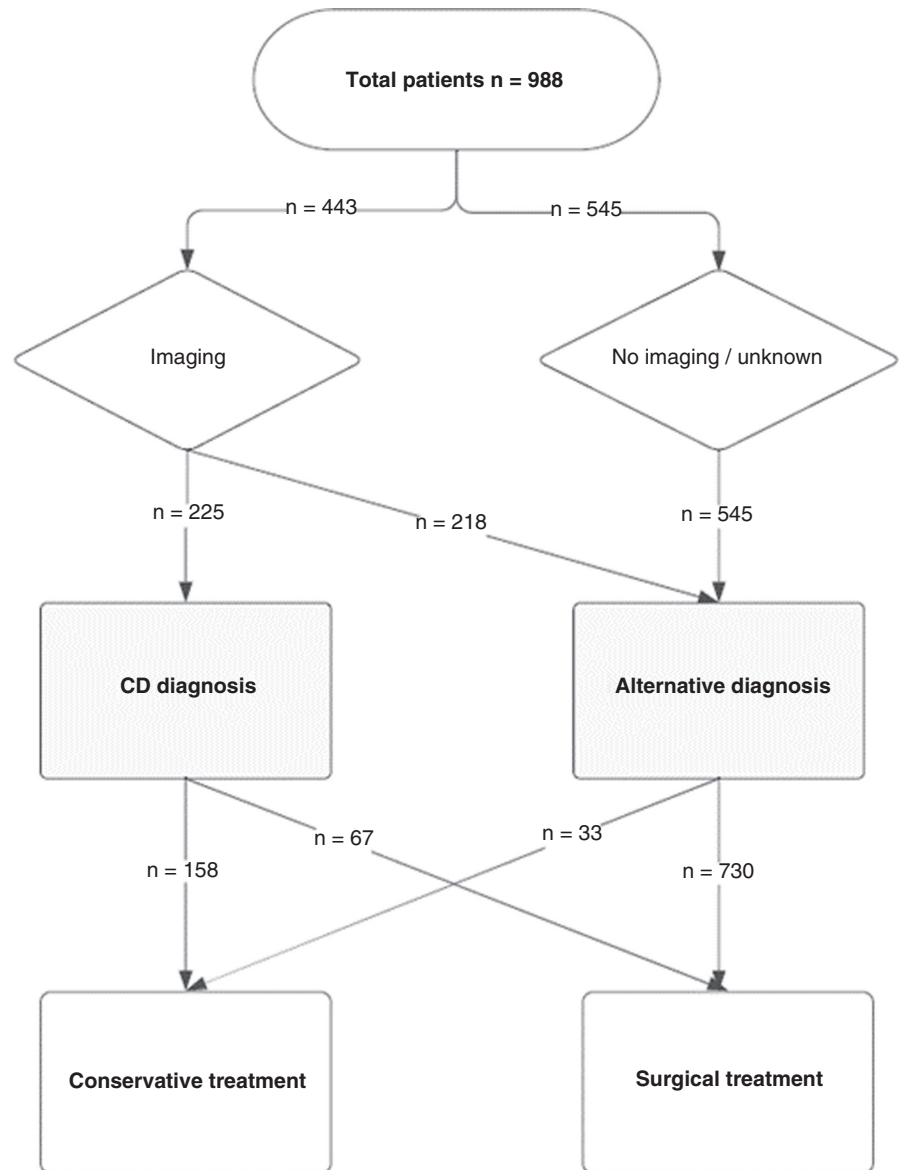 Total patients n = 988
n = 443
n = 545
Imaging
No imaging / unknown
n = 225
n = 218
n = 545
CD diagnosis
Alternative diagnosis
n = 67
n = 33
n = 158
n = 730
Conservative treatment
Surgical treatment